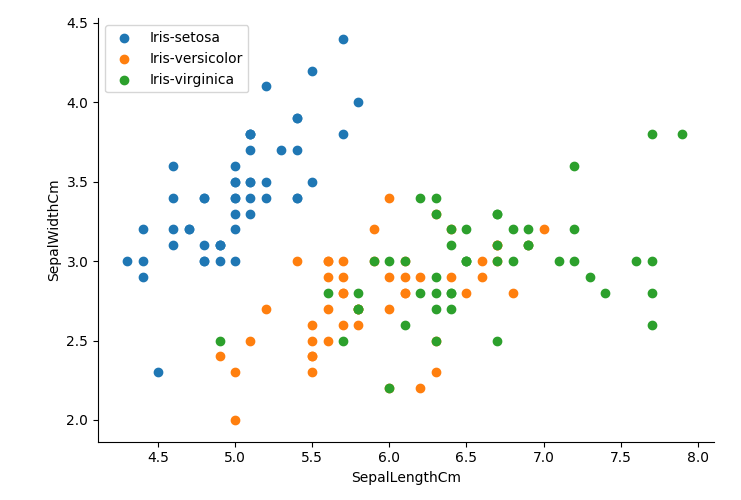 4.5
4.0
3.5
3.0
2.5
2.0
SepalWidthCm
Iris-setosa
Iris-versicolor
Iris-virginica
4.5 5.0 5.5 6.0 6.5 7.0 7.5 8.0
SepalLengthCm